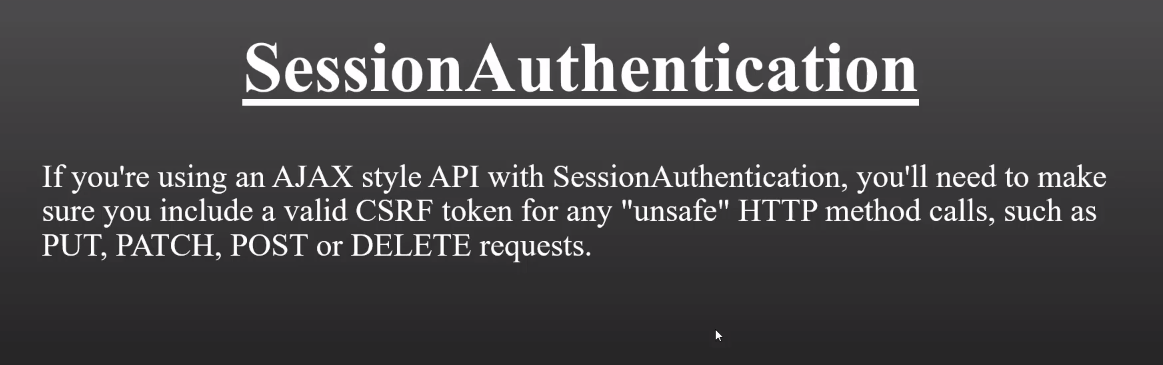 SessionAuthentication
If you're using an AJAX style API with SessionAuthentication, you'll need to make
sure you include a valid CSRF token for any "unsafe" HTTP method calls, such as
PUT, PATCH, POST or DELETE requests.